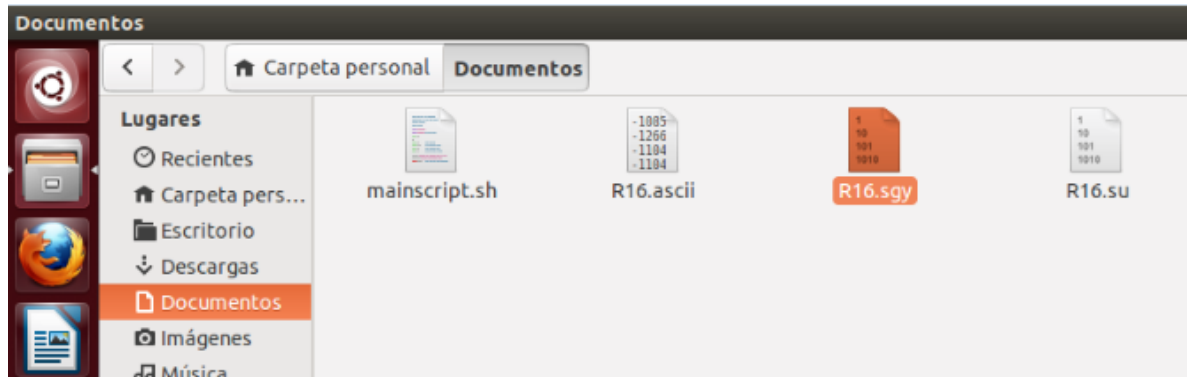 Documentos
Carpeta personal Documentos
Lugares
Recientes
Carpeta pers...
Escritorio
Descargas
Documentos
Imágenes
Música
-1085
-1266
-1104
-1104
1
10
101
1010
1
10
101
1010
mainscript.sh R16.ascii R16.sgy R16.su